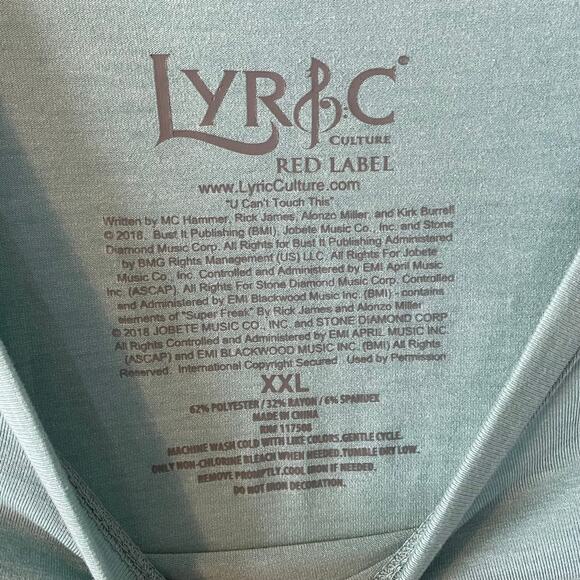 LYRIC
CULTURE
RED LABEL
www.LyricCulture.com
"U Can't Touch This"
Written by MC Hammer, Rick James, Alonzo Miller, and Kirk Burrell
© 2018. Bust It Publishing (BMI), Jobete Music Co., Inc. and Stone
Diamond Music Corp. All Rights for Bust It Publishing Administered
by BMG Rights Management (US) LLC. All Rights For Jobete
Music Co., Inc. Controlled and Administered by EMI April Music
Inc. (ASCAP). All Rights for Stone Diamond Music Corp. Controlled
and Administered by EMI Blackwood Music Inc. (BMI) - contains
elements of "Super Freak" By Rick James and Alonzo Miller
© 2018 JOBETE MUSIC CO., INC. and STONE DIAMOND CORP.
All Rights Controlled and Administered by EMI APRIL MUSIC INC.
(ASCAP) and EMI BLACKWOOD MUSIC INC. (BMI) All Rights
Reserved. International Copyright Secured. Used by Permission
XXL
62% POLYESTER / 32% RAYON / 6% SPANDEX
MADE IN CHINA
RN# 117508
MACHINE WASH COLD WITH LIKE COLORS. GENTLE CYCLE.
ONLY NON-CHLORINE BLEACH WHEN NEEDED. TUMBLE DRY LOW.
REMOVE PROMPTLY. COOL IRON IF NEEDED.
DO NOT IRON DECORATION.